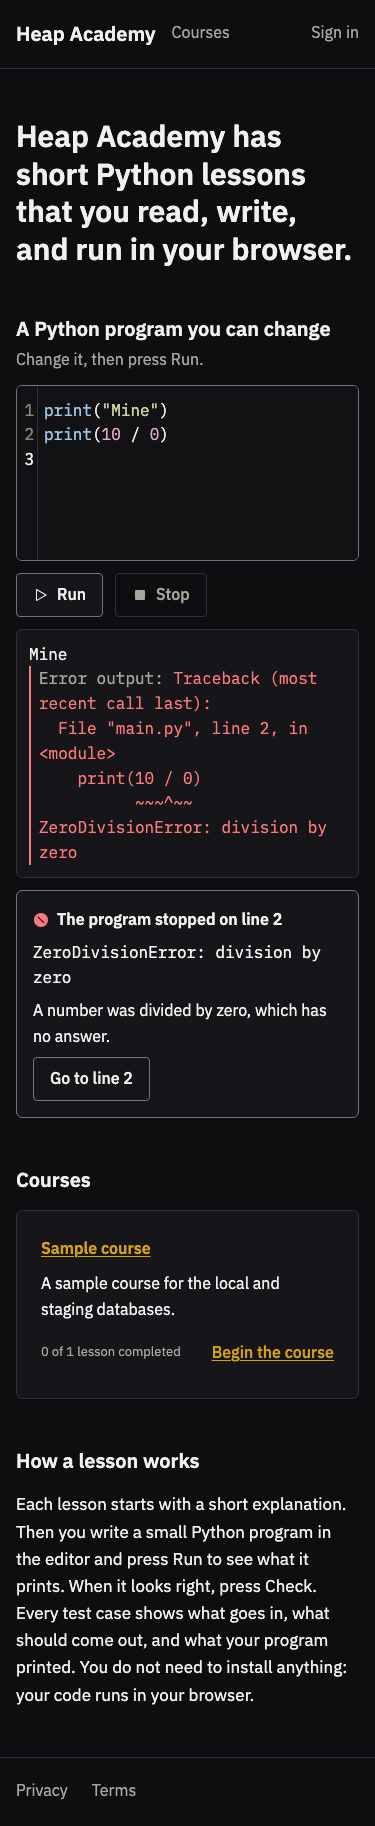 Heap Academy Courses Sign in
Heap Academy has
short Python lessons
that you read, write,
and run in your browser.
A Python program you can change
Change it, then press Run.
1 print("Mine")
2 print(10 / 0)
3
Run Stop
Mine
Error output: Traceback (most
recent call last):
  File "main.py", line 2, in
<module>
    print(10 / 0)
          ~~~^~~
ZeroDivisionError: division by
zero
The program stopped on line 2
ZeroDivisionError: division by
zero
A number was divided by zero, which has
no answer.
Go to line 2
Courses
Sample course
A sample course for the local and
staging databases.
0 of 1 lesson completed Begin the course
How a lesson works
Each lesson starts with a short explanation.
Then you write a small Python program in
the editor and press Run to see what it
prints. When it looks right, press Check.
Every test case shows what goes in, what
should come out, and what your program
printed. You do not need to install anything:
your code runs in your browser.
Privacy Terms